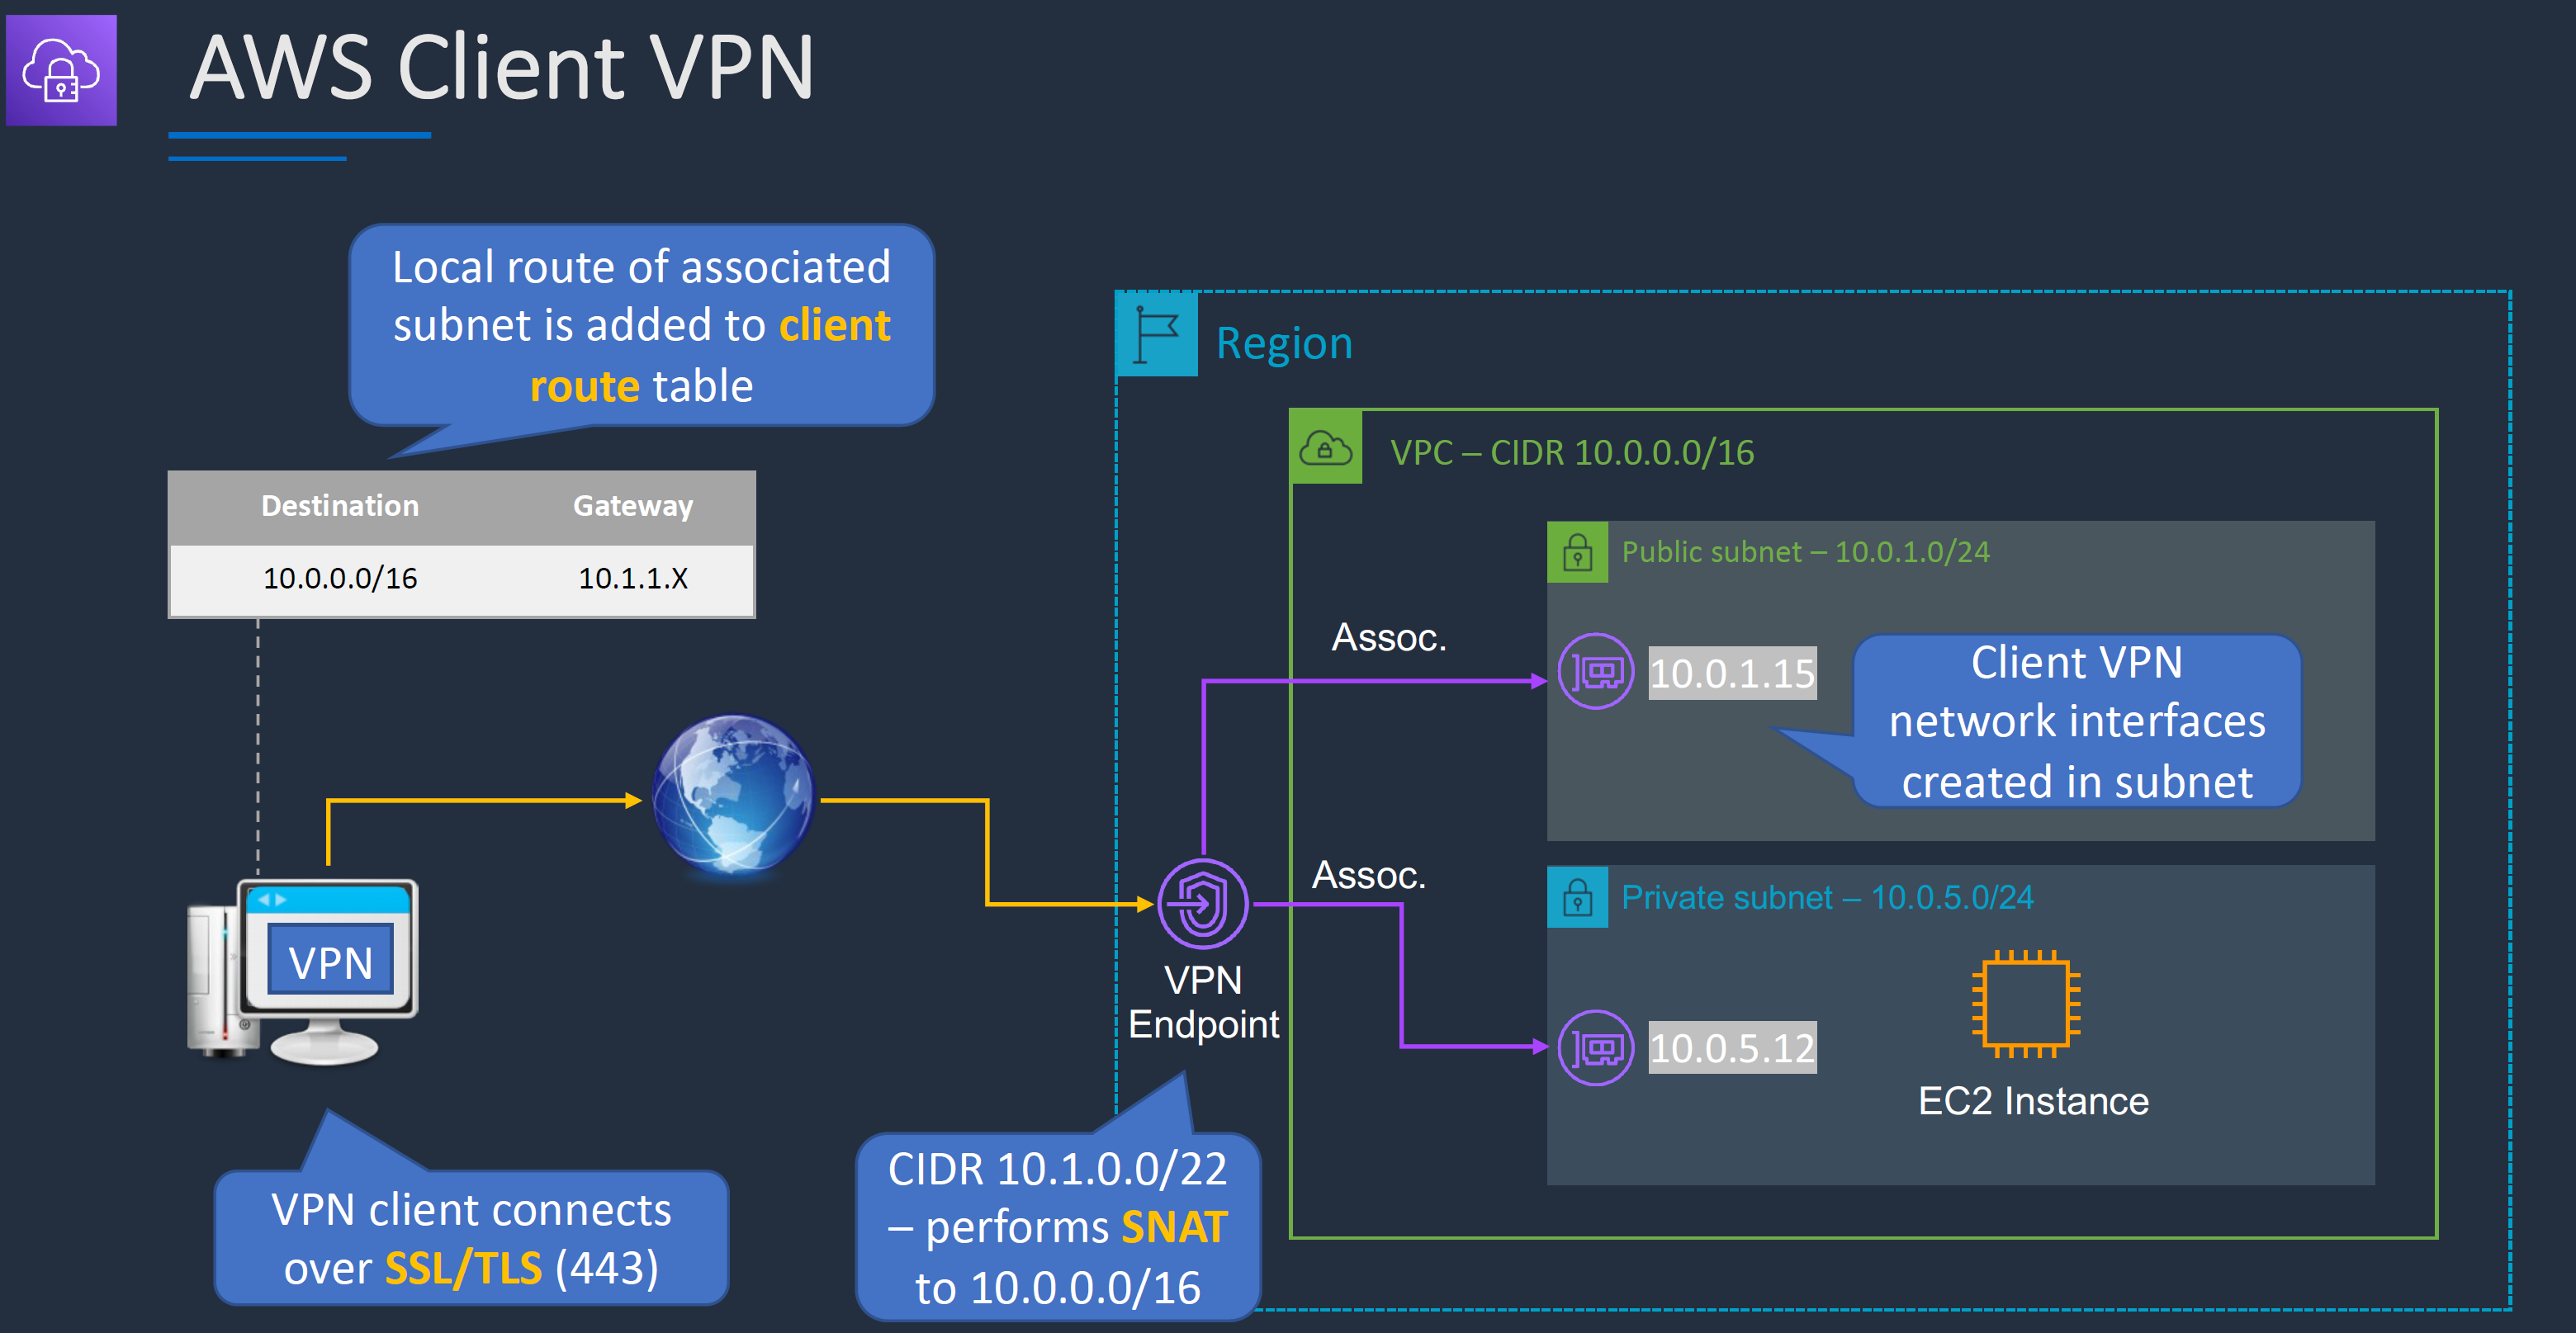 AWS Client VPN
Local route of associated
subnet is added to client
route table
Destination Gateway
10.0.0.0/16 10.1.1.X
Region
VPC – CIDR 10.0.0.0/16
Public subnet – 10.0.1.0/24
Assoc.
10.0.1.15
Client VPN
network interfaces
created in subnet
Assoc.
Private subnet – 10.0.5.0/24
VPN
VPN
Endpoint
10.0.5.12
EC2 Instance
VPN client connects
over SSL/TLS (443)
CIDR 10.1.0.0/22
– performs SNAT
to 10.0.0.0/16